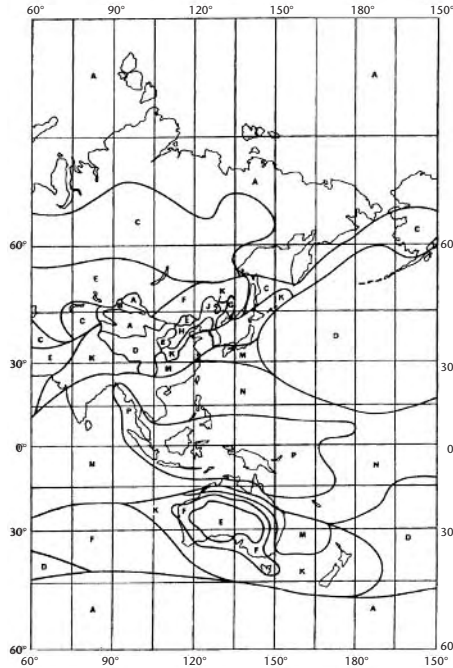 60° 90° 120° 150° 180° 150°
A A
A
C C
60° 60
E K C
A F K
C A E
H
D
C E D
E K K M
30° 30
M
N
P
0° 0
P
N N
K F
E
30° 30
F M D
F
D K
A A
60° 60
60° 90° 120° 150° 180° 150°